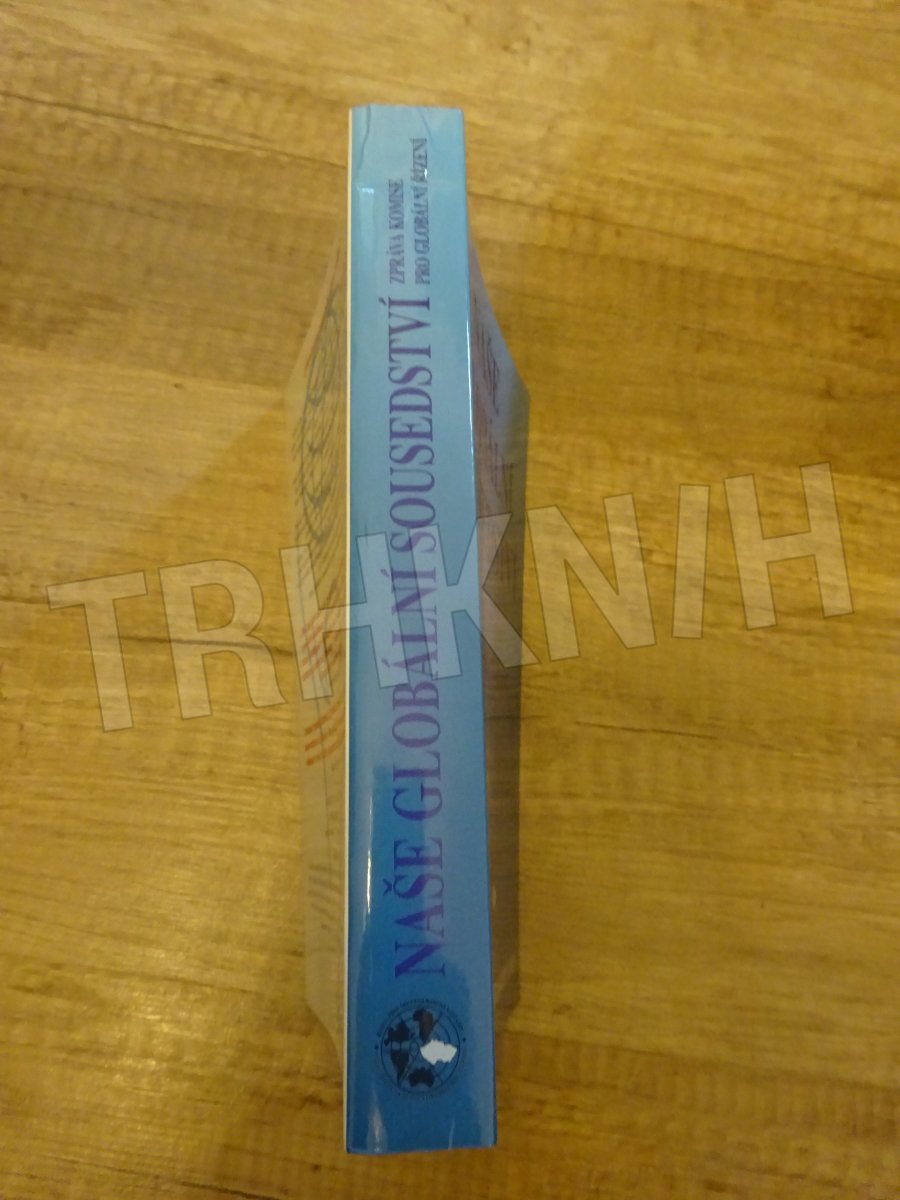 NAŠE GLOBÁLNÍ SOUSEDSTVÍ
ZPRÁVA KOMISE
PRO GLOBÁLNÍ ŘÍZENÍ
TRHKNIH